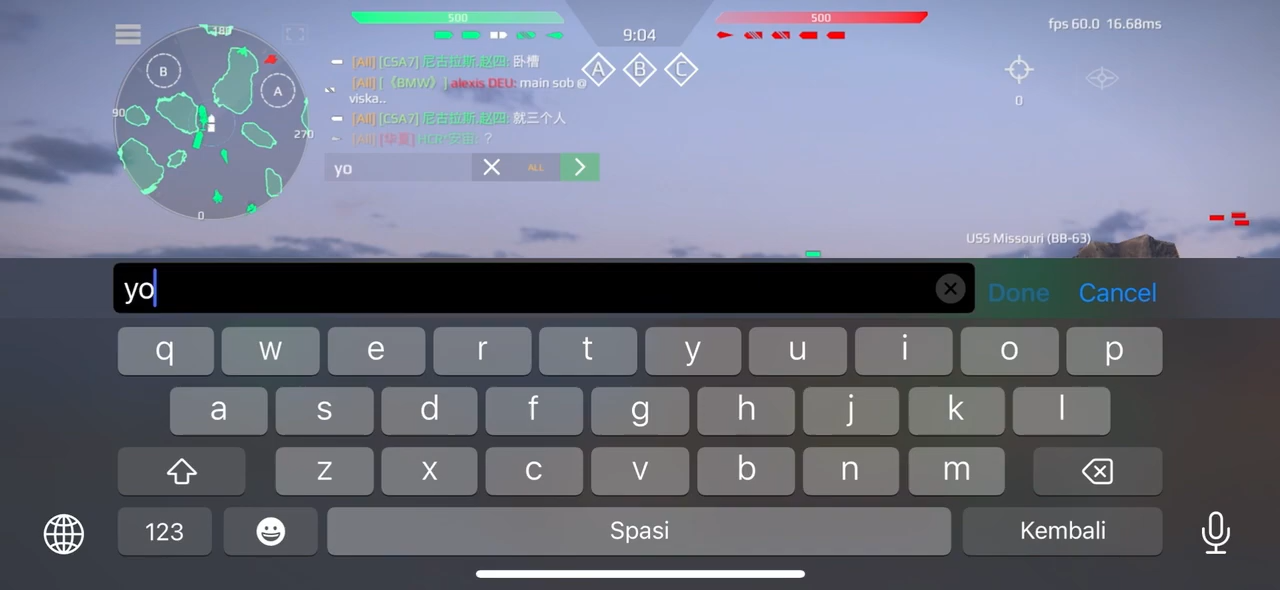 500
500
9:04
fps 60.0 16.68ms
180
B
A
90
270
0
A B C
0
[All] [CSA7] 尼古拉斯.赵四: 卧槽
[All] [《BMW》] alexis DEU: main sob @
viska..
[All] [CSA7] 尼古拉斯.赵四: 就三个人
[All] [华夏]
?
yo
ALL
USS Missouri (BB-63)
yo
Done
Cancel
q w e r t y u i o p
a s d f g h j k l
z x c v b n m
123
Spasi
Kembali